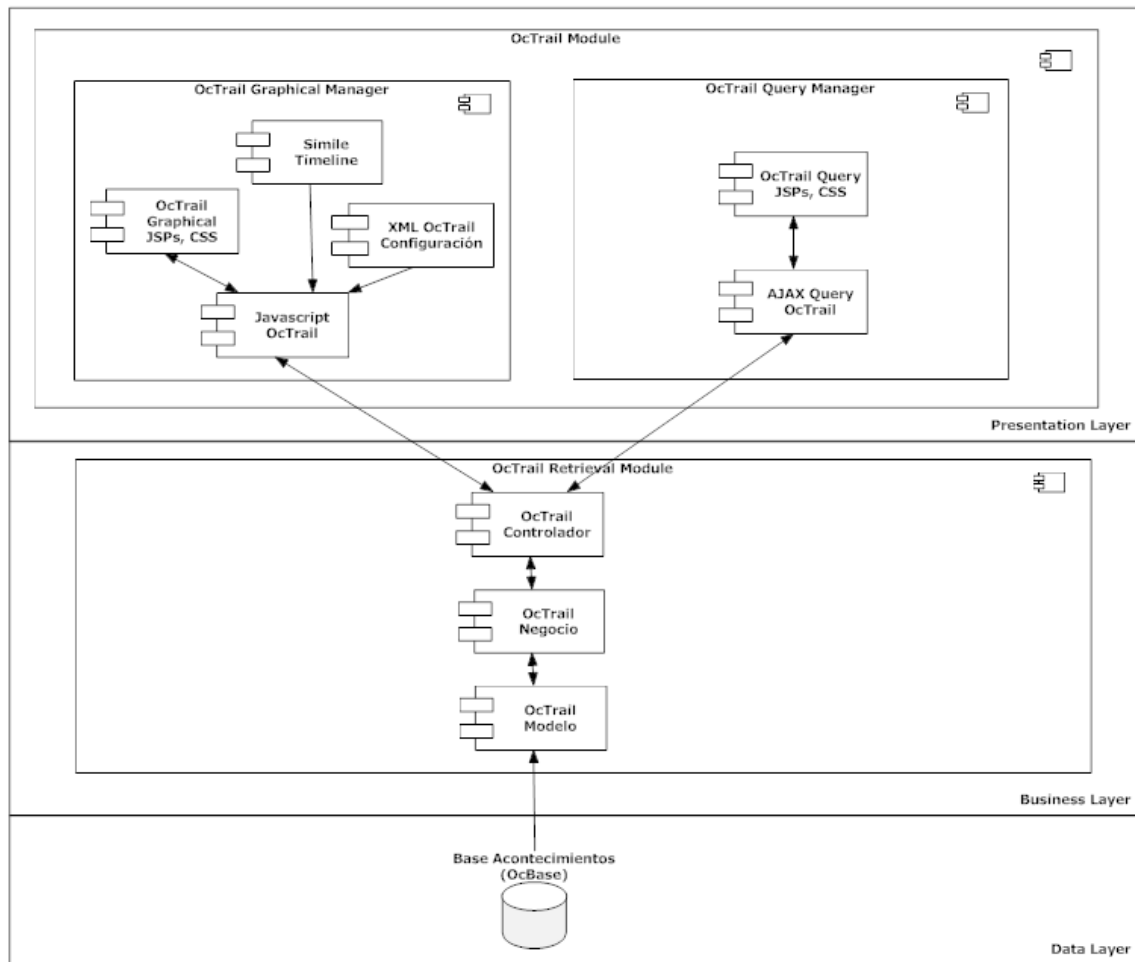 OcTrail Module
OcTrail Graphical Manager
OcTrail Query Manager
Simile
Timeline
OcTrail
Graphical
JSPs, CSS
XML OcTrail
Configuración
Javascript
OcTrail
OcTrail Query
JSPs, CSS
AJAX Query
OcTrail
Presentation Layer
OcTrail Retrieval Module
OcTrail
Controlador
OcTrail
Negocio
OcTrail
Modelo
Business Layer
Base Acontecimientos
(OcBase)
Data Layer